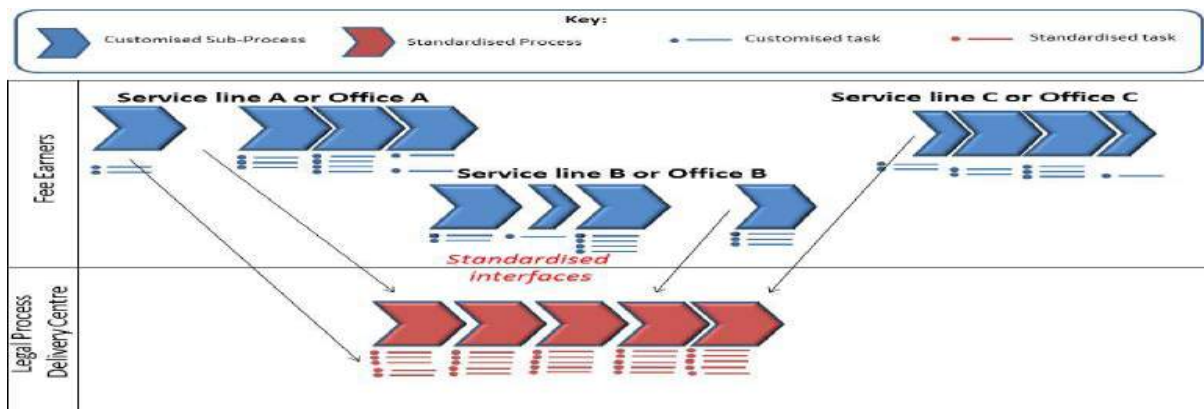 Key:
Customised Sub-Process
Standardised Process
Customised task
Standardised task
Service line A or Office A
Service line C or Office C
Fee Earners
Service line B or Office B
Standardised
interfaces
Legal Process
Delivery Centre